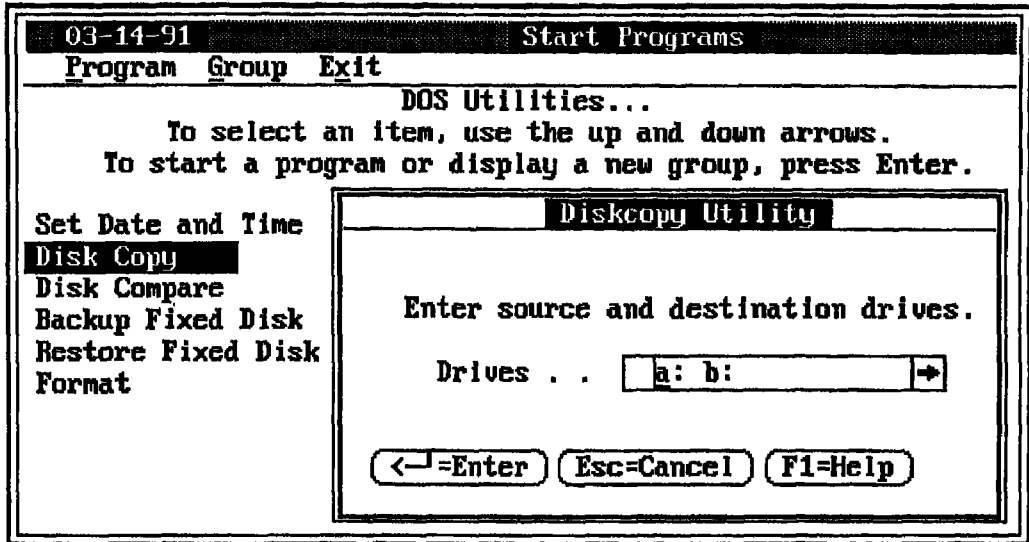 03-14-91 Start Programs
Program Group Exit
DOS Utilities...
To select an item, use the up and down arrows.
To start a program or display a new group, press Enter.
Set Date and Time
Disk Copy
Disk Compare
Backup Fixed Disk
Restore Fixed Disk
Format
Diskcopy Utility
Enter source and destination drives.
Drives . . a: b: →
<─┘=Enter Esc=Cancel F1=Help